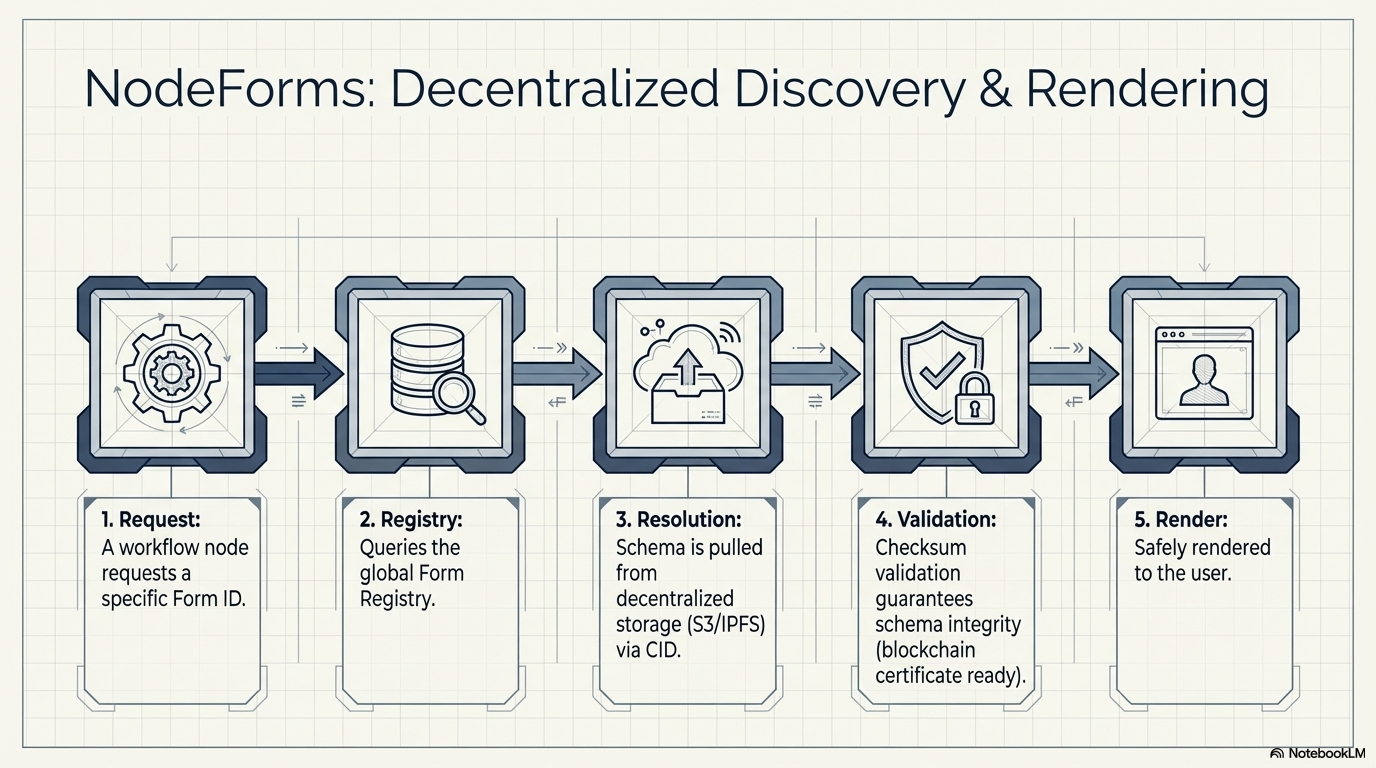 NodeForms: Decentralized Discovery & Rendering
1. Request:
A workflow node
requests a
specific Form ID.
2. Registry:
Queries the
global Form
Registry.
3. Resolution:
Schema is pulled
from
decentralized
storage (S3/IPFS)
via CID.
4. Validation:
Checksum
validation
guarantees
schema integrity
(blockchain
certificate ready).
5. Render:
Safely rendered
to the user.
NotebookLM